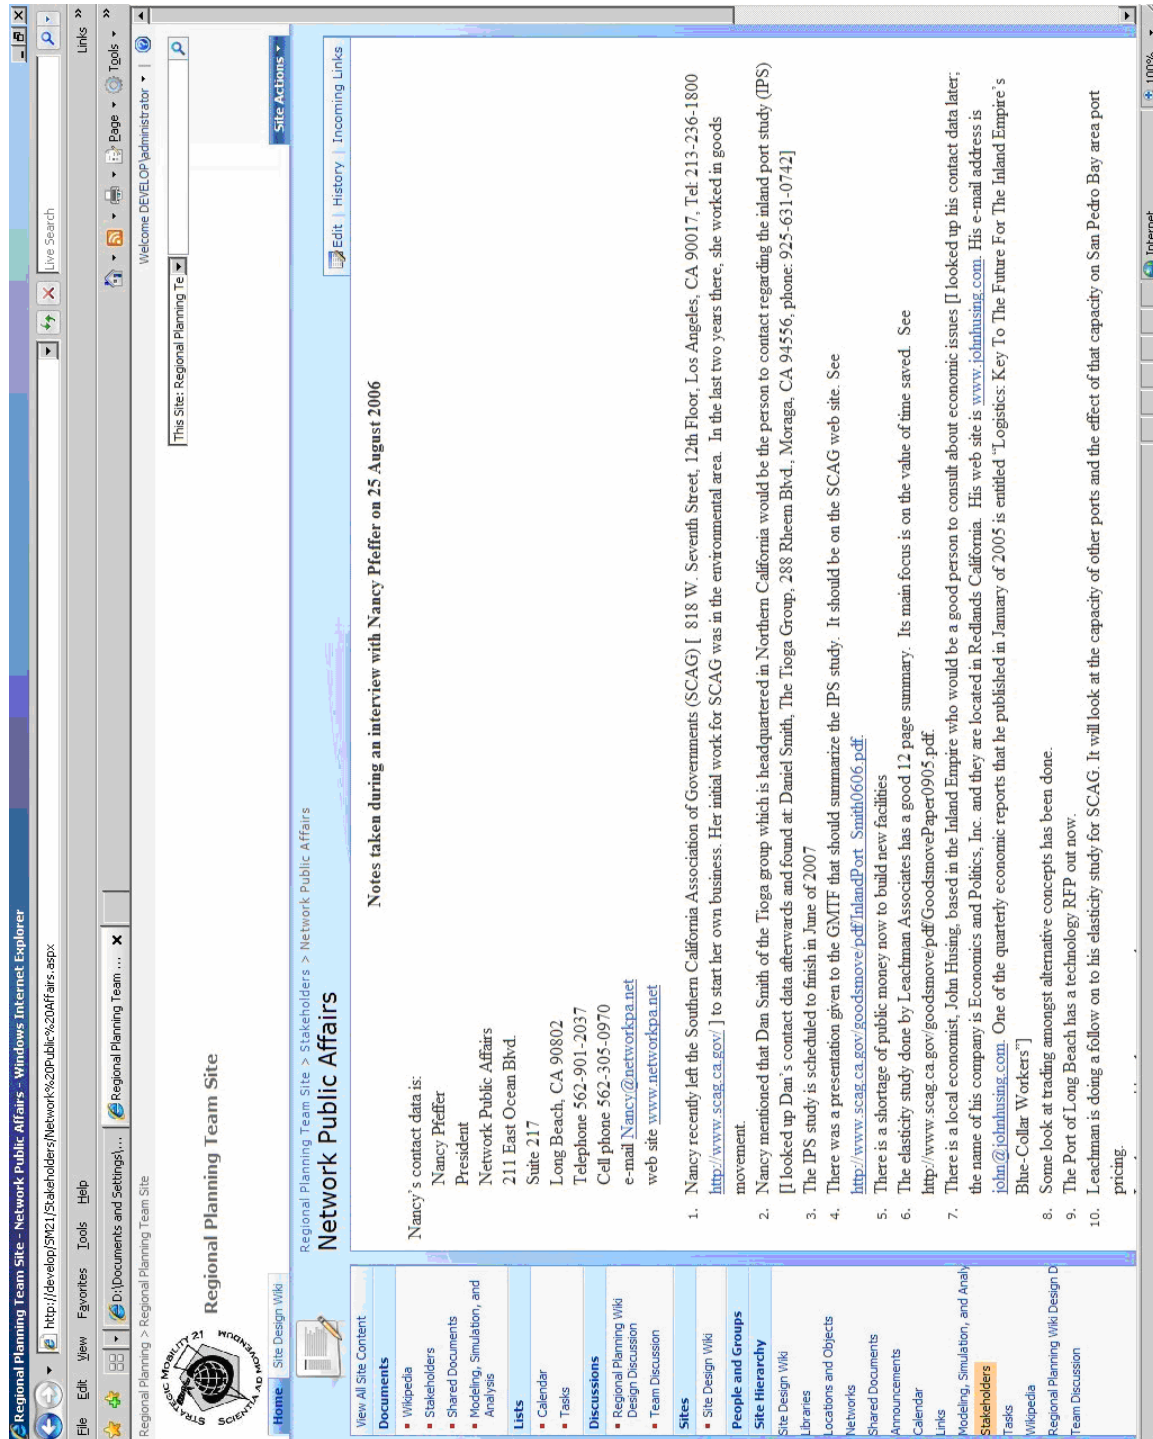 Regional Planning Team Site - Network Public Affairs - Windows Internet Explorer
http://develop/SM21/Stakeholders/Network%20Public%20Affairs.aspx
Live Search
File Edit View Favorites Tools Help
Links »
D:\Documents and Settings\...
Regional Planning Team ...
Page
Tools
»
Regional Planning > Regional Planning Team Site
Welcome DEVELOP\administrator
STRATEGIC MOBILITY 21
SCIENTIA AD MOVENDUM
Regional Planning Team Site
This Site: Regional Planning Te
Home
Site Design Wiki
Site Actions
Regional Planning Team Site > Stakeholders > Network Public Affairs
Network Public Affairs
Edit | History | Incoming Links
View All Site Content
Documents
Wikipedia
Stakeholders
Shared Documents
Modeling, Simulation, and
Analysis
Lists
Calendar
Tasks
Discussions
Regional Planning Wiki
Design Discussion
Team Discussion
Sites
Site Design Wiki
People and Groups
Site Hierarchy
Site Design Wiki
Libraries
Locations and Objects
Networks
Shared Documents
Announcements
Calendar
Links
Modeling, Simulation, and Analy
Stakeholders
Tasks
Wikipedia
Regional Planning Wiki Design D
Team Discussion
Notes taken during an interview with Nancy Pfeffer on 25 August 2006
Nancy's contact data is:
Nancy Pfeffer
President
Network Public Affairs
211 East Ocean Blvd.
Suite 217
Long Beach, CA 90802
Telephone 562-901-2037
Cell phone 562-305-0970
e-mail Nancy@networkpa.net
web site www.networkpa.net
1. Nancy recently left the Southern California Association of Governments (SCAG) [ 818 W. Seventh Street, 12th Floor, Los Angeles, CA 90017, Tel: 213-236-1800
http://www.scag.ca.gov/ ] to start her own business. Her initial work for SCAG was in the environmental area. In the last two years there, she worked in goods
movement.
2. Nancy mentioned that Dan Smith of the Tioga group which is headquartered in Northern California would be the person to contact regarding the inland port study (IPS)
[I looked up Dan's contact data afterwards and found at: Daniel Smith, The Tioga Group, 288 Rheem Blvd., Moraga, CA 94556, phone: 925-631-0742]
3. The IPS study is scheduled to finish in June of 2007
4. There was a presentation given to the GMTF that should summarize the IPS study. It should be on the SCAG web site. See
http://www.scag.ca.gov/goodsmove/pdf/InlandPort_Smith0606.pdf.
5. There is a shortage of public money now to build new facilities
6. The elasticity study done by Leachman Associates has a good 12 page summary. Its main focus is on the value of time saved. See
http://www.scag.ca.gov/goodsmove/pdf/GoodsmovePaper0905.pdf.
7. There is a local economist, John Husing, based in the Inland Empire who would be a good person to consult about economic issues [I looked up his contact data later;
the name of his company is Economics and Politics, Inc. and they are located in Redlands California. His web site is www.johnhusing.com. His e-mail address is
john@johnhusing.com. One of the quarterly economic reports that he published in January of 2005 is entitled "Logistics: Key To The Future For The Inland Empire's
Blue-Collar Workers"]
8. Some look at trading amongst alternative concepts has been done.
9. The Port of Long Beach has a technology RFP out now.
10. Leachman is doing a follow on to his elasticity study for SCAG. It will look at the capacity of other ports and the effect of that capacity on San Pedro Bay area port
pricing.
Internet
100%